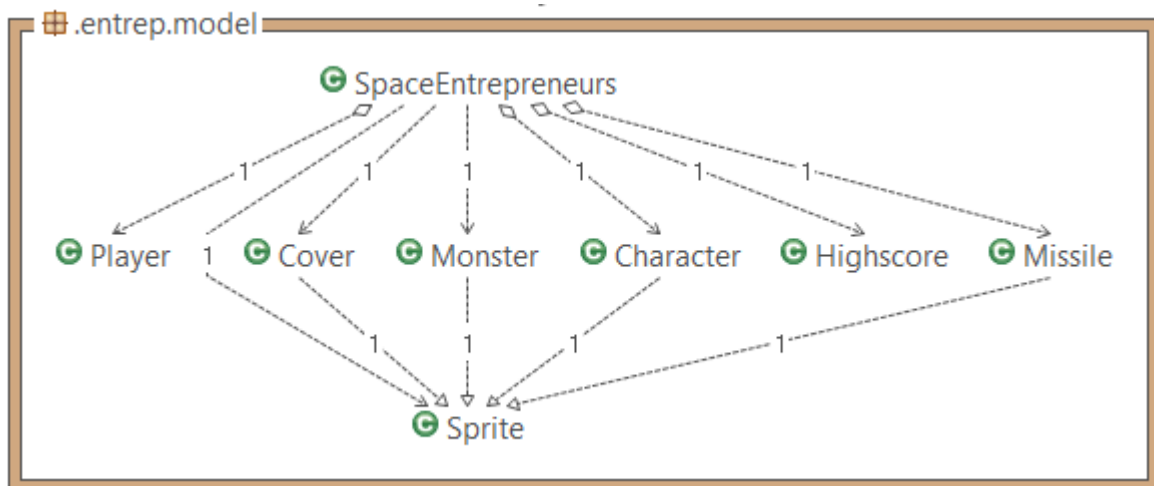 .entrep.model
C SpaceEntrepreneurs
1 1 1 1 1 1
C Player 1 C Cover C Monster C Character C Highscore C Missile
1 1 1 1
C Sprite